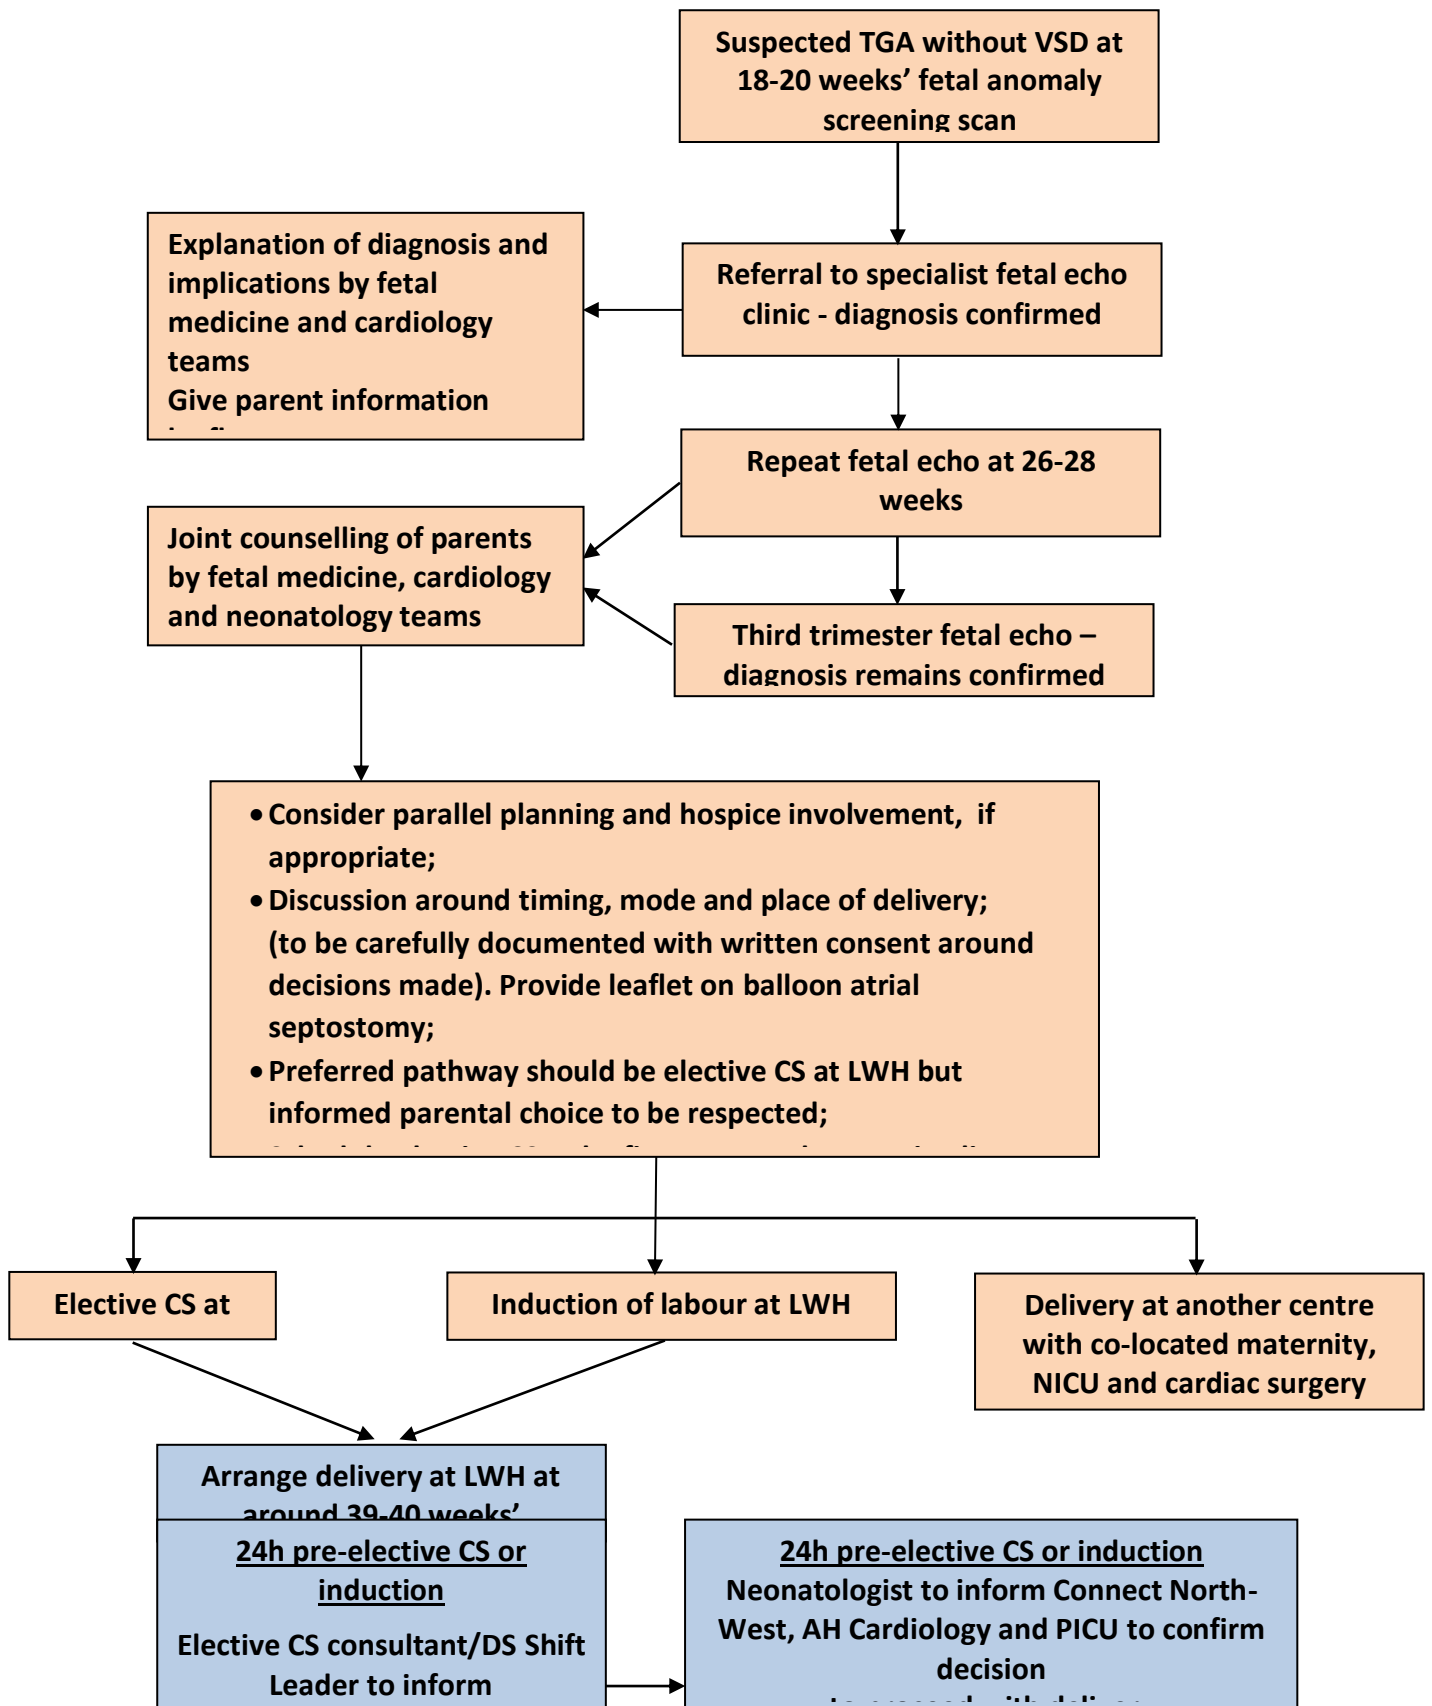 Suspected TGA without VSD at
18-20 weeks’ fetal anomaly
screening scan
Explanation of diagnosis and
implications by fetal
medicine and cardiology
teams
Give parent information
Referral to specialist fetal echo
clinic - diagnosis confirmed
Repeat fetal echo at 26-28
weeks
Joint counselling of parents
by fetal medicine, cardiology
and neonatology teams
Third trimester fetal echo –
diagnosis remains confirmed
• Consider parallel planning and hospice involvement, if
appropriate;
• Discussion around timing, mode and place of delivery;
(to be carefully documented with written consent around
decisions made). Provide leaflet on balloon atrial
septostomy;
• Preferred pathway should be elective CS at LWH but
informed parental choice to be respected;
Elective CS at
Induction of labour at LWH
Delivery at another centre
with co-located maternity,
NICU and cardiac surgery
Arrange delivery at LWH at
around 39-40 weeks’
24h pre-elective CS or
induction
Elective CS consultant/DS Shift
Leader to inform
24h pre-elective CS or induction
Neonatologist to inform Connect North-
West, AH Cardiology and PICU to confirm
decision